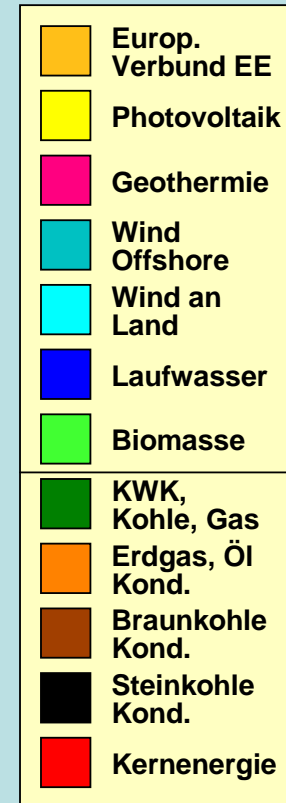 Europ.
Verbund EE
Photovoltaik
Geothermie
Wind
Offshore
Wind an
Land
Laufwasser
Biomasse
KWK,
Kohle, Gas
Erdgas, Öl
Kond.
Braunkohle
Kond.
Steinkohle
Kond.
Kernenergie